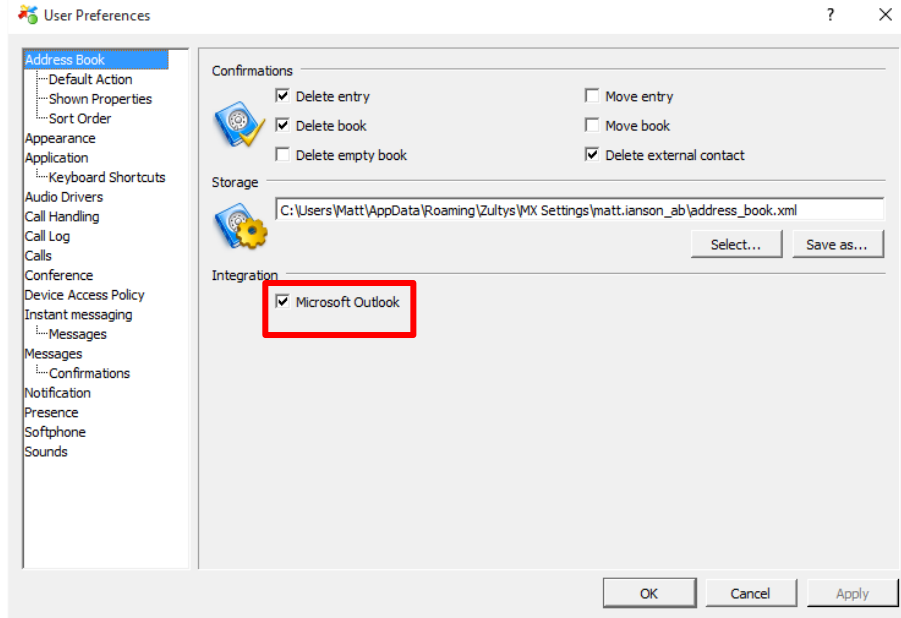 User Preferences
?
Address Book
Default Action
Shown Properties
Sort Order
Appearance
Application
Keyboard Shortcuts
Audio Drivers
Call Handling
Call Log
Calls
Conference
Device Access Policy
Instant messaging
Messages
Messages
Confirmations
Notification
Presence
Softphone
Sounds
Confirmations
Delete entry
Move entry
Delete book
Move book
Delete empty book
Delete external contact
Storage
C:\Users\Matt\AppData\Roaming\Zultys\MX Settings\matt.ianson_ab\address_book.xml
Select...
Save as...
Integration
Microsoft Outlook
OK
Cancel
Apply